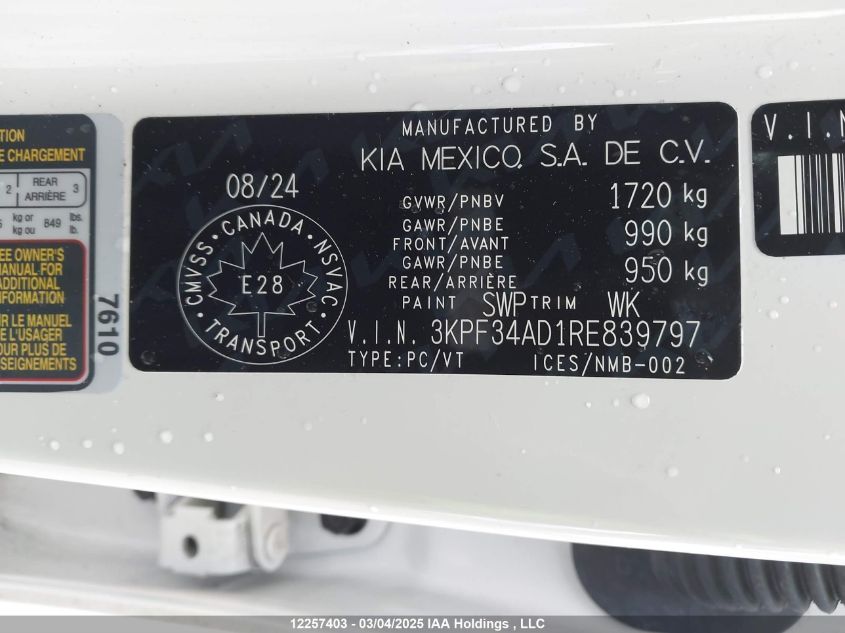 TION
E CHARGEMENT
2 REAR ARRIÈRE 3
kg or kg ou 849 lbs. lb.
EE OWNER'S
MANUAL FOR
ADDITIONAL
INFORMATION
R LE MANUEL
E L'USAGER
POUR PLUS DE
SEIGNEMENTS
7610
MANUFACTURED BY
KIA MEXICO, S.A. DE C.V.
08/24
GVWR/PNBV 1720 kg
GAWR/PNBE
FRONT/AVANT 990 kg
GAWR/PNBE
REAR/ARRIÈRE 950 kg
PAINT SWP TRIM WK
CMVSS · CANADA · NSVAC · TRANSPORT ·
E28
V.I.N. 3KPF34AD1RE839797
TYPE:PC/VT ICES/NMB-002
V.I.N
12257403 - 03/04/2025 IAA Holdings , LLC